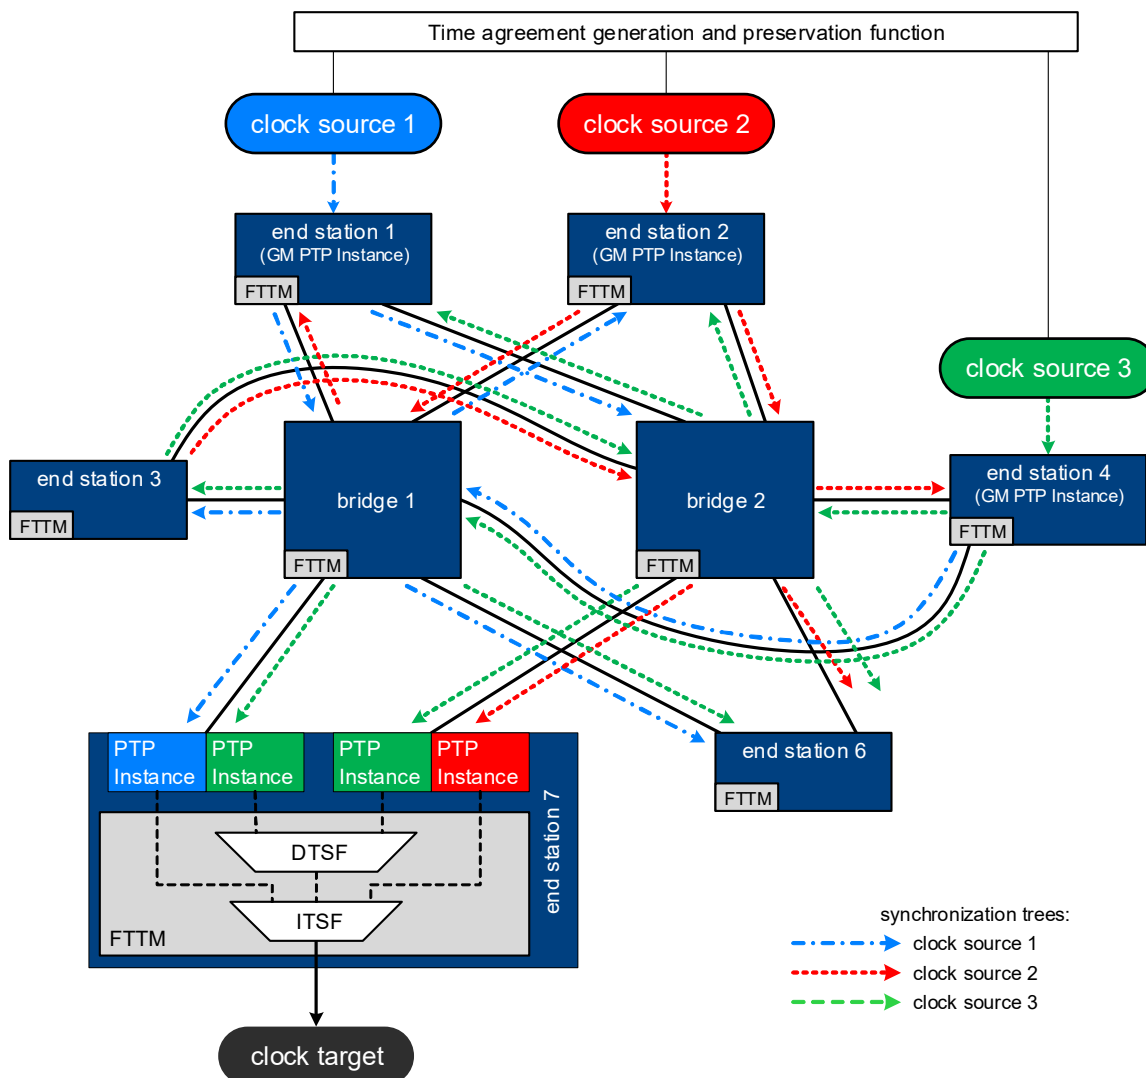 Time agreement generation and preservation function
clock source 1
clock source 2
end station 1
(GM PTP Instance)
FTTM
end station 2
(GM PTP Instance)
FTTM
clock source 3
end station 3
FTTM
bridge 1
FTTM
bridge 2
FTTM
end station 4
(GM PTP Instance)
FTTM
PTP
Instance
PTP
Instance
PTP
Instance
PTP
Instance
end station 7
DTSF
ITSF
FTTM
end station 6
FTTM
clock target
synchronization trees:
clock source 1
clock source 2
clock source 3